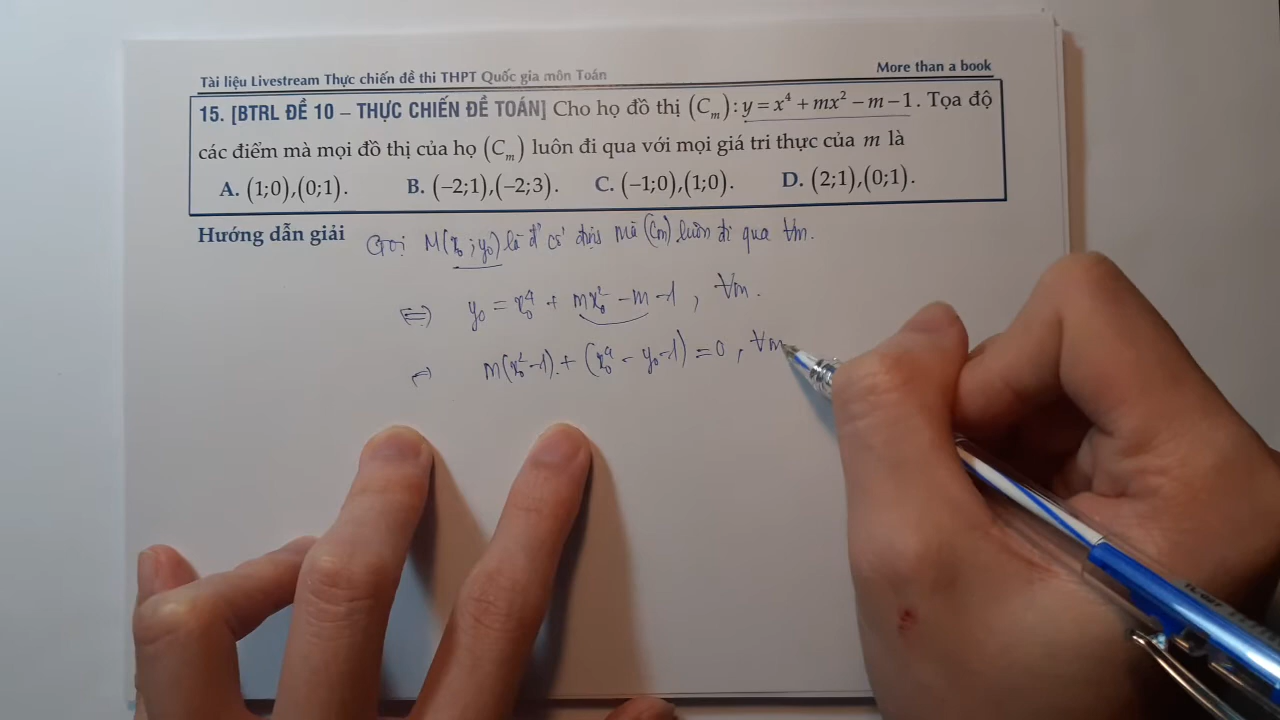 Tài liệu Livestream Thực chiến đề thi THPT Quốc gia môn Toán More than a book
15. [BTRL ĐỀ 10 – THỰC CHIẾN ĐỀ TOÁN] Cho họ đồ thị (Cₘ): y = x⁴ + mx² − m − 1. Tọa độ
các điểm mà mọi đồ thị của họ (Cₘ) luôn đi qua với mọi giá trị thực của m là
A. (1;0),(0;1). B. (−2;1),(−2;3). C. (−1;0),(1;0). D. (2;1),(0;1).
Hướng dẫn giải Gọi M(x₀; y₀) là đ' cố định mà (Cm) luôn đi qua ∀m.
⇔ y₀ = x₀⁴ + mx₀² − m − 1, ∀m.
⇔ m(x₀² − 1) + (x₀⁴ − y₀ − 1) = 0, ∀m